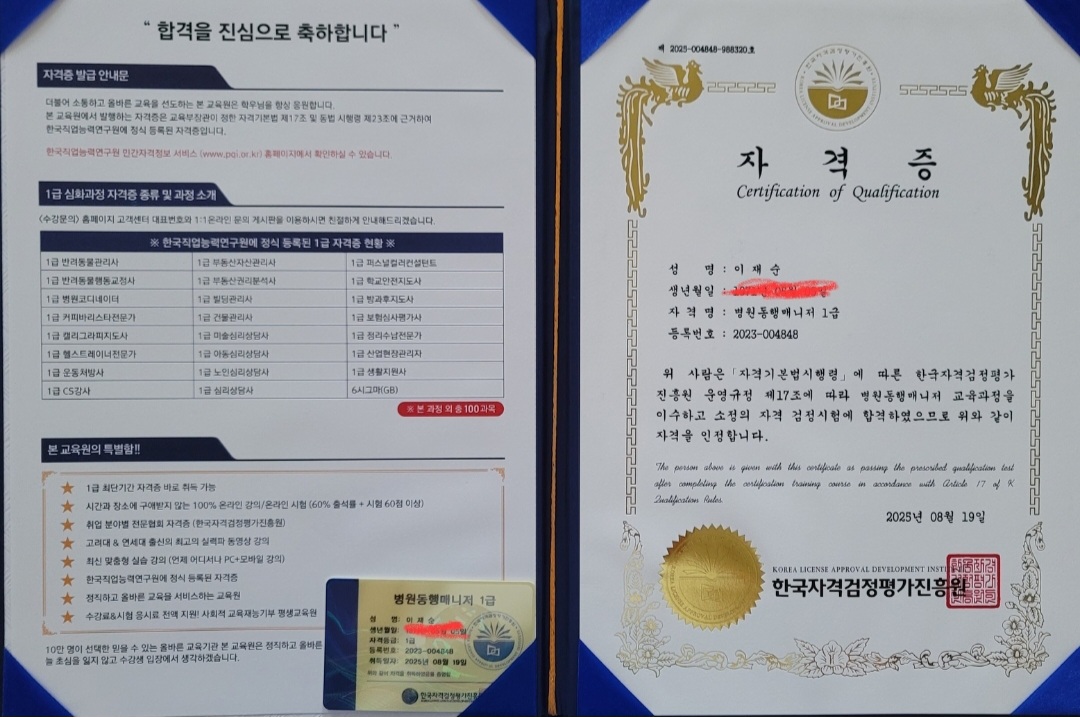 “ 합격을 진심으로 축하합니다 ”
자격증 발급 안내문
더불어 소통하고 올바른 교육을 선도하는 본 교육원은 학우님을 항상 응원합니다.
본 교육원에서 발행하는 자격증은 교육부장관이 정한 자격기본법 제17조 및 동법 시행령 제23조에 근거하여
한국직업능력연구원에 정식 등록된 자격증입니다.
한국직업능력연구원 민간자격정보 서비스 (www.pqi.or.kr) 홈페이지에서 확인하실 수 있습니다.
1급 심화과정 자격증 종류 및 과정 소개
<수강문의> 홈페이지 고객센터 대표번호와 1:1온라인 문의 게시판을 이용하시면 친절하게 안내해드리겠습니다.
※ 한국직업능력연구원에 정식 등록된 1급 자격증 현황 ※
1급 반려동물관리사 1급 부동산자산관리사 1급 퍼스널컬러컨설턴트
1급 반려동물행동교정사 1급 부동산권리분석사 1급 학교안전지도사
1급 병원코디네이터 1급 빌딩관리사 1급 방과후지도사
1급 커피바리스타전문가 1급 건물관리사 1급 보험심사평가사
1급 캘리그라피지도사 1급 미술심리상담사 1급 정리수납전문가
1급 헬스트레이너전문가 1급 아동심리상담사 1급 산업현장관리자
1급 운동처방사 1급 노인심리상담사 1급 생활지원사
1급 CS강사 1급 심리상담사 6시그마(GB)
※ 본 과정 외 총 100과목
본 교육원의 특별함!!
★ 1급 최단기간 자격증 바로 취득 가능
★ 시간과 장소에 구애받지 않는 100% 온라인 강의/온라인 시험 (60% 출석률 + 시험 60점 이상)
★ 취업 분야별 전문협회 자격증 (한국자격검정평가진흥원)
★ 고려대 & 연세대 출신의 최고의 실력파 동영상 강의
★ 최신 맞춤형 실습 강의 (언제 어디서나 PC+모바일 강의)
★ 한국직업능력연구원에 정식 등록된 자격증
★ 정직하고 올바른 교육을 서비스하는 교육원
★ 수강료&시험 응시료 전액 지원! 사회적 교육재능기부 평생교육원
10만 명이 선택한 믿을 수 있는 올바른 교육기관 본 교육원은 정직하고 올바른
늘 초심을 잃지 않고 수강생 입장에서 생각하겠습니다.
병원동행매니저 1급
성 명: 이 재 순
생년월일:
자격등급: 1급
등록번호: 2023-004848
취득일자: 2025년 08월 19일
위와 같이 자격을 취득하였음을 증명함
한국자격검정평가진흥원
제 2025-004848-988320호
자 격 증
Certification of Qualification
성 명 : 이 재 순
생년월일 :
자 격 명 : 병원동행매니저 1급
등록번호 : 2023-004848
위 사람은「자격기본법시행령」에 따른 한국자격검정평가
진흥원 운영규정 제17조에 따라 병원동행매니저 교육과정을
이수하고 소정의 자격 검정시험에 합격하였으므로 위와 같이
자격을 인정합니다.
The person above is given with this certificate as passing the prescribed qualification test
after completing the certification training course in accordance with Article 17 of K
Qualification Rules.
2025년 08월 19일
KOREA LICENSE APPROVAL DEVELOPMENT INSTI
한국자격검정평가진흥원